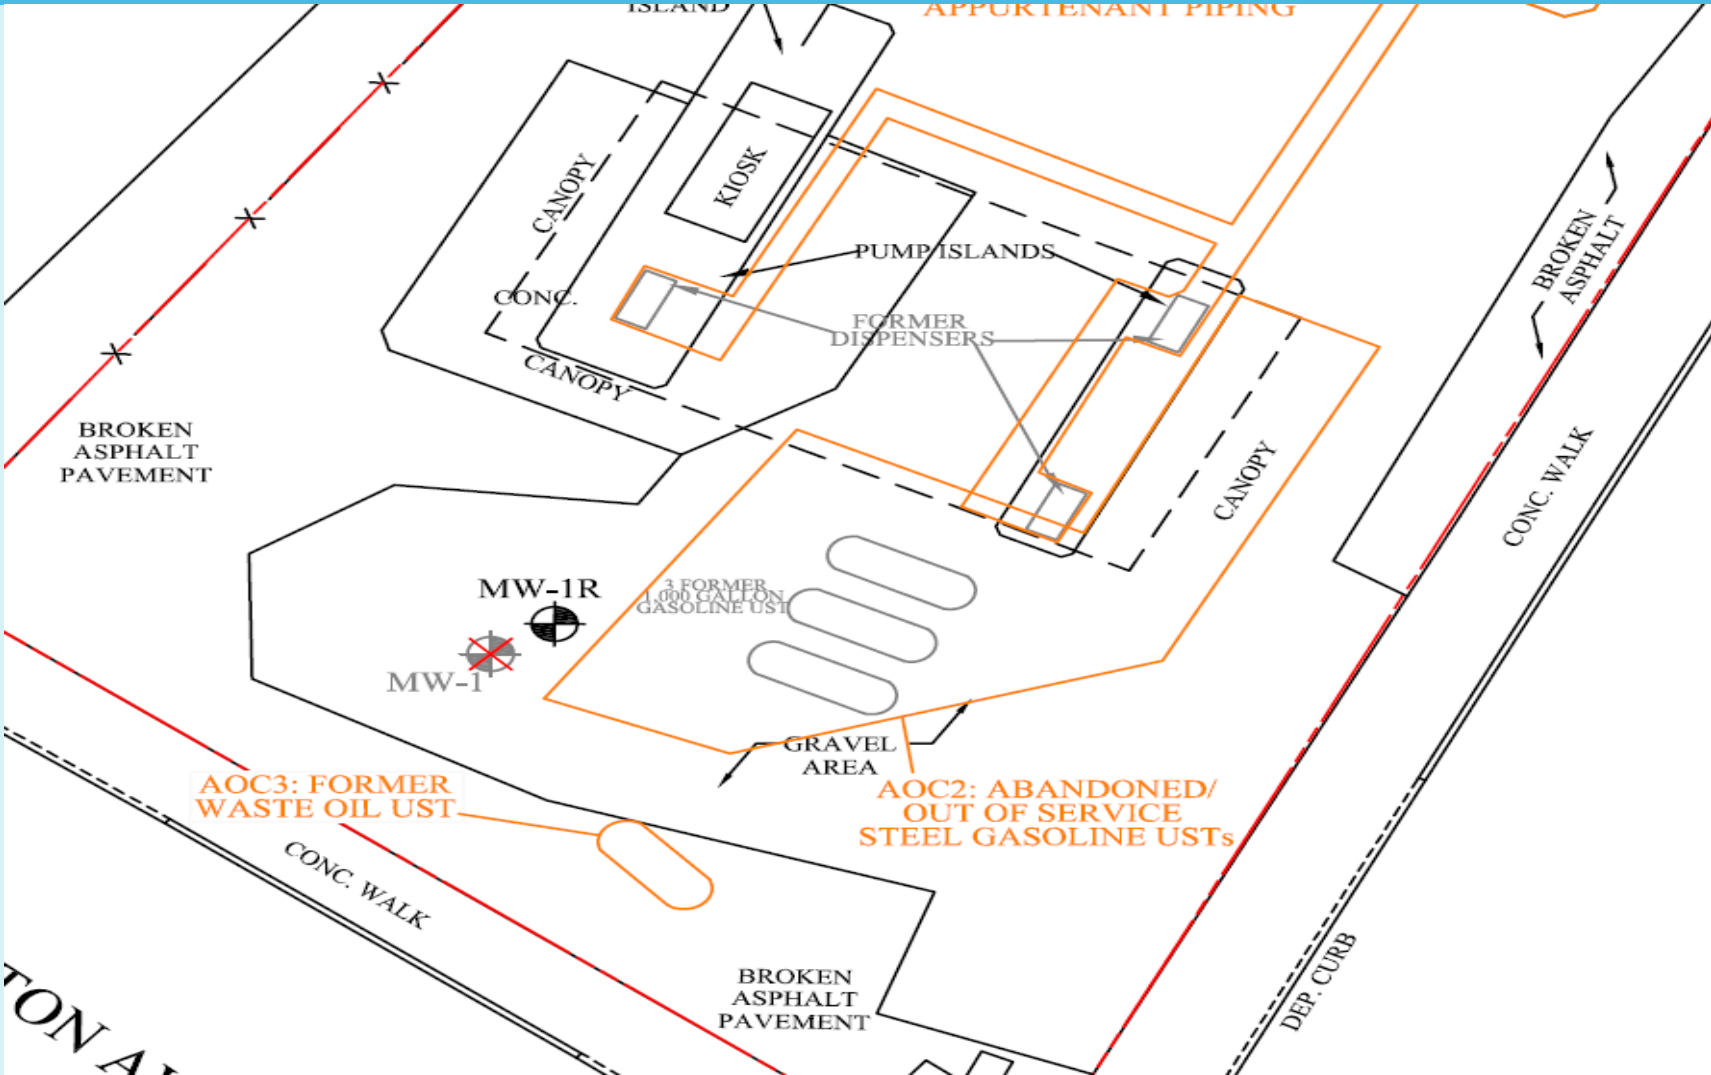 ISLAND
APPURTENANT PIPING
CANOPY
KIOSK
PUMP ISLANDS
BROKEN
ASPHALT
CONC.
FORMER
DISPENSERS
CANOPY
BROKEN
ASPHALT
PAVEMENT
CANOPY
CONC. WALK
MW-1R
3 FORMER
1,000 GALLON
GASOLINE UST
MW-1
GRAVEL
AREA
AOC3: FORMER
WASTE OIL UST
AOC2: ABANDONED/
OUT OF SERVICE
STEEL GASOLINE USTs
CONC. WALK
BROKEN
ASPHALT
PAVEMENT
DEP. CURB
TON